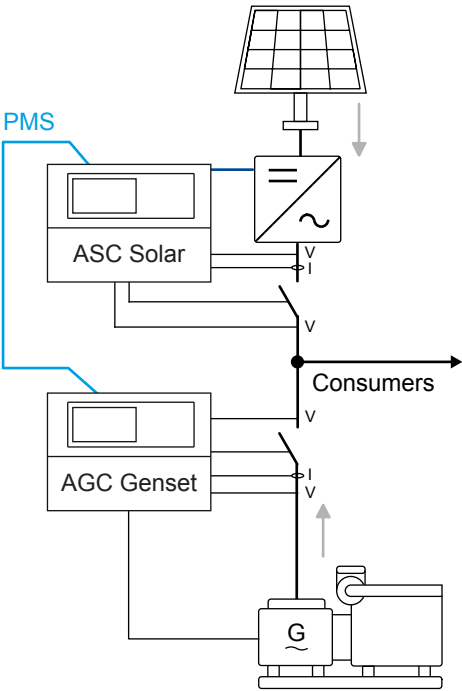 PMS
ASC Solar
V
I
V
Consumers
V
AGC Genset
I
V
G